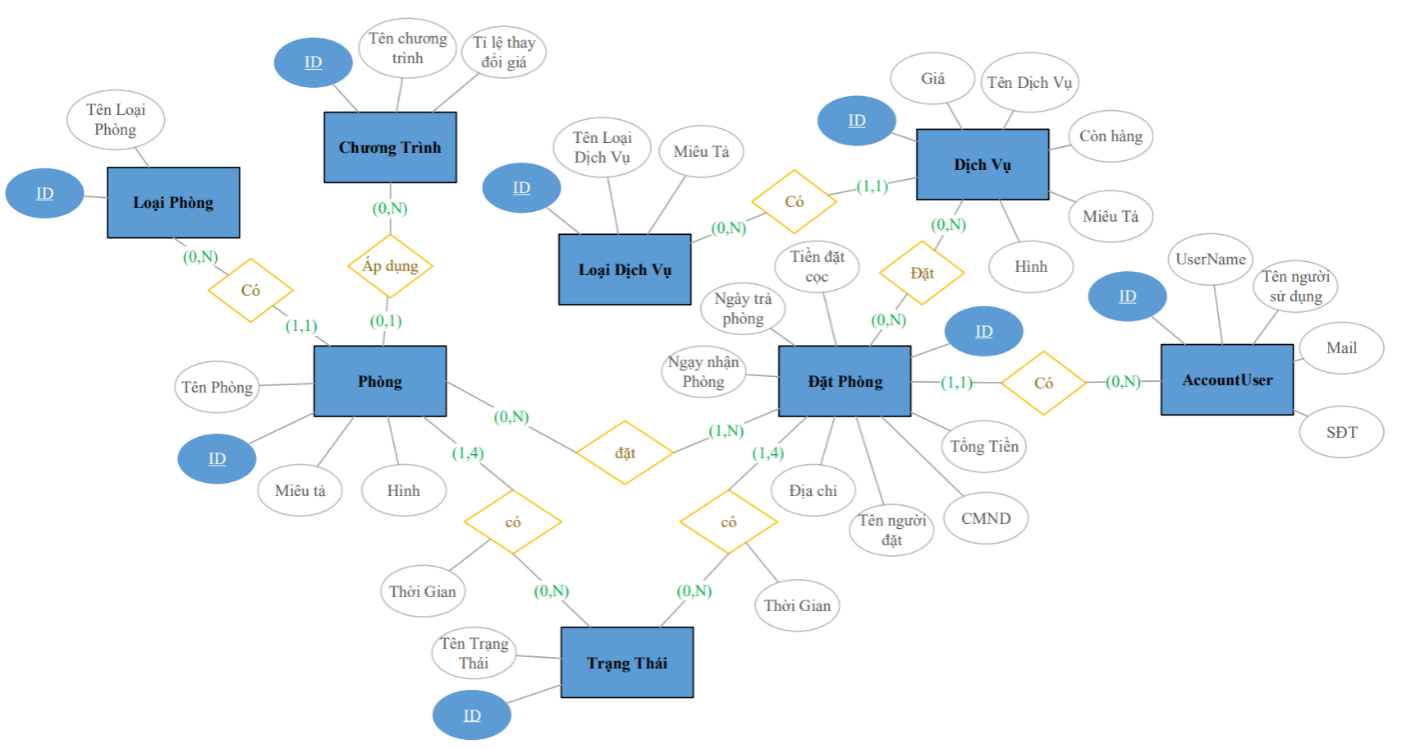 ID
Tên chương
trình
Tỉ lệ thay
đổi giá
Chương Trình
Tên Loại
Phòng
ID
Loại Phòng
(0,N)
Có
(1,1)
(0,N)
Áp dụng
(0,1)
Tên Loại
Dịch Vụ
Miêu Tả
ID
Loại Dịch Vụ
(0,N)
Có
(1,1)
Giá
Tên Dịch Vụ
ID
Còn hàng
Dịch Vụ
Miêu Tả
Hình
(0,N)
Đặt
(0,N)
Tiền đặt
cọc
Ngày trả
phòng
Ngạy nhận
Phòng
ID
Đặt Phòng
(1,1)
Có
(0,N)
UserName
Tên người
sử dụng
ID
Mail
AccountUser
SĐT
Phòng
Tên Phòng
ID
Miêu tả
Hình
(0,N)
đặt
(1,N)
(1,4)
có
Thời Gian
(0,N)
(1,4)
có
Thời Gian
(0,N)
Địa chỉ
Tên người
đặt
CMND
Tổng Tiền
Tên Trạng
Thái
ID
Trạng Thái